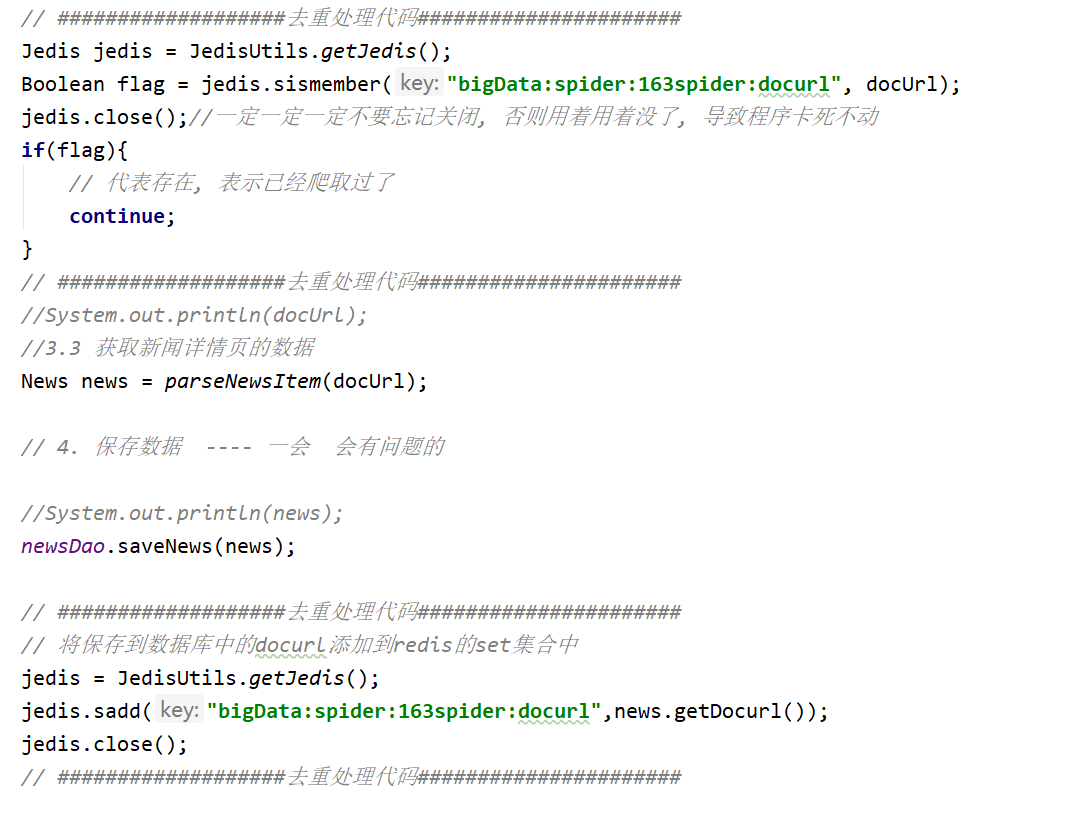 // ###################去重处理代码######################
Jedis jedis = JedisUtils.getJedis();
Boolean flag = jedis.sismember( key: "bigData:spider:163spider:docurl", docUrl);
jedis.close();//一定一定一定不要忘记关闭, 否则用着用着没了, 导致程序卡死不动
if(flag){
    // 代表存在, 表示已经爬取过了
    continue;
}
// ###################去重处理代码######################
//System.out.println(docUrl);
//3.3 获取新闻详情页的数据
News news = parseNewsItem(docUrl);
// 4. 保存数据  ---- 一会  会有问题的
//System.out.println(news);
newsDao.saveNews(news);
// ###################去重处理代码######################
// 将保存到数据库中的docurl添加到redis的set集合中
jedis = JedisUtils.getJedis();
jedis.sadd( key: "bigData:spider:163spider:docurl",news.getDocurl());
jedis.close();
// ###################去重处理代码######################